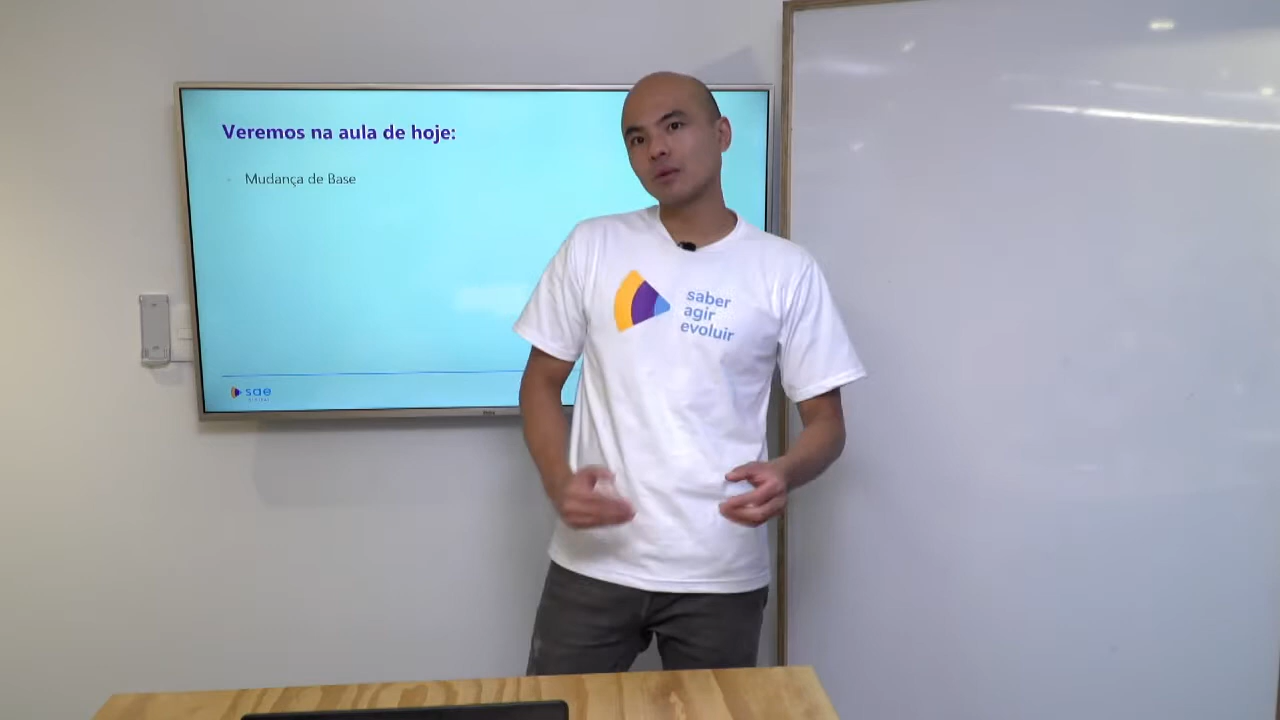 Veremos na aula de hoje:
Mudança de Base
saber
agir
evoluir
sae